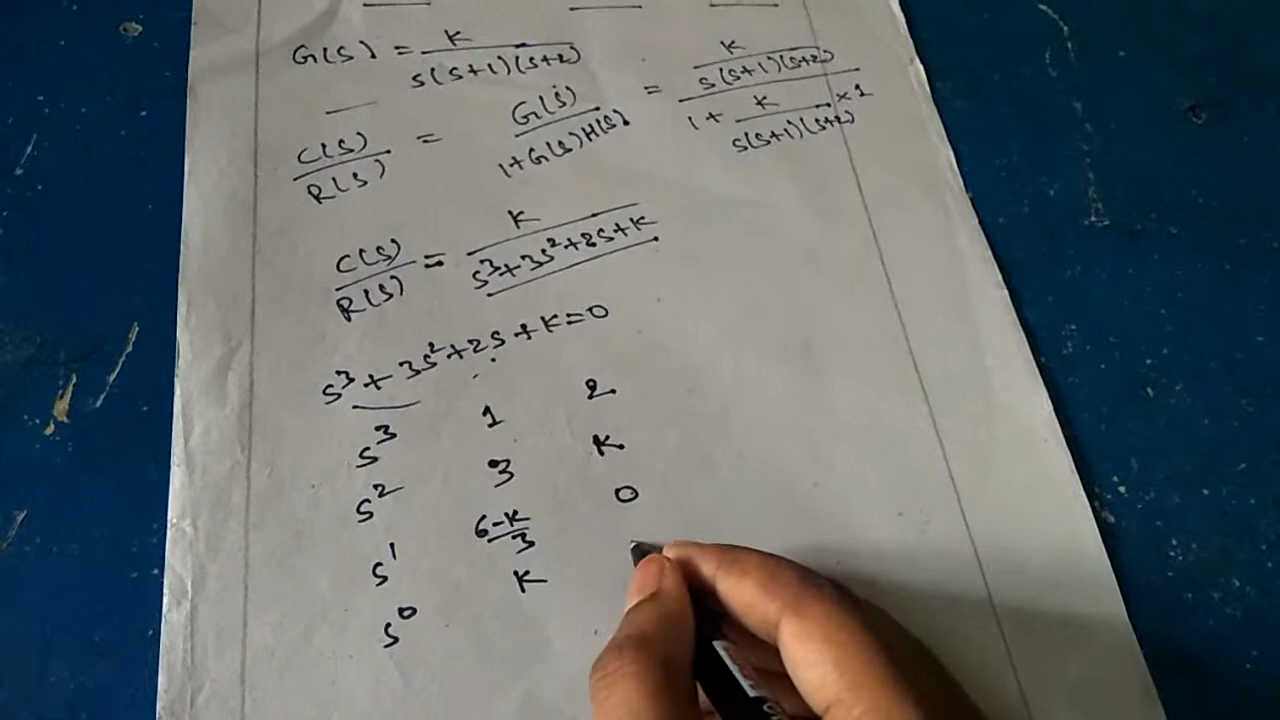 G(S) = K / S(S+1)(S+2)
C(S) / R(S) = G(S) / 1+G(S)H(S) = K / S(S+1)(S+2) / 1 + K / S(S+1)(S+2) × 1
C(S) / R(S) = K / S³+3S²+2S+K
S³ + 3S² + 2S + K = 0
S³ 1 2
S² 3 K
S¹ 6-K / 3 0
S⁰ K